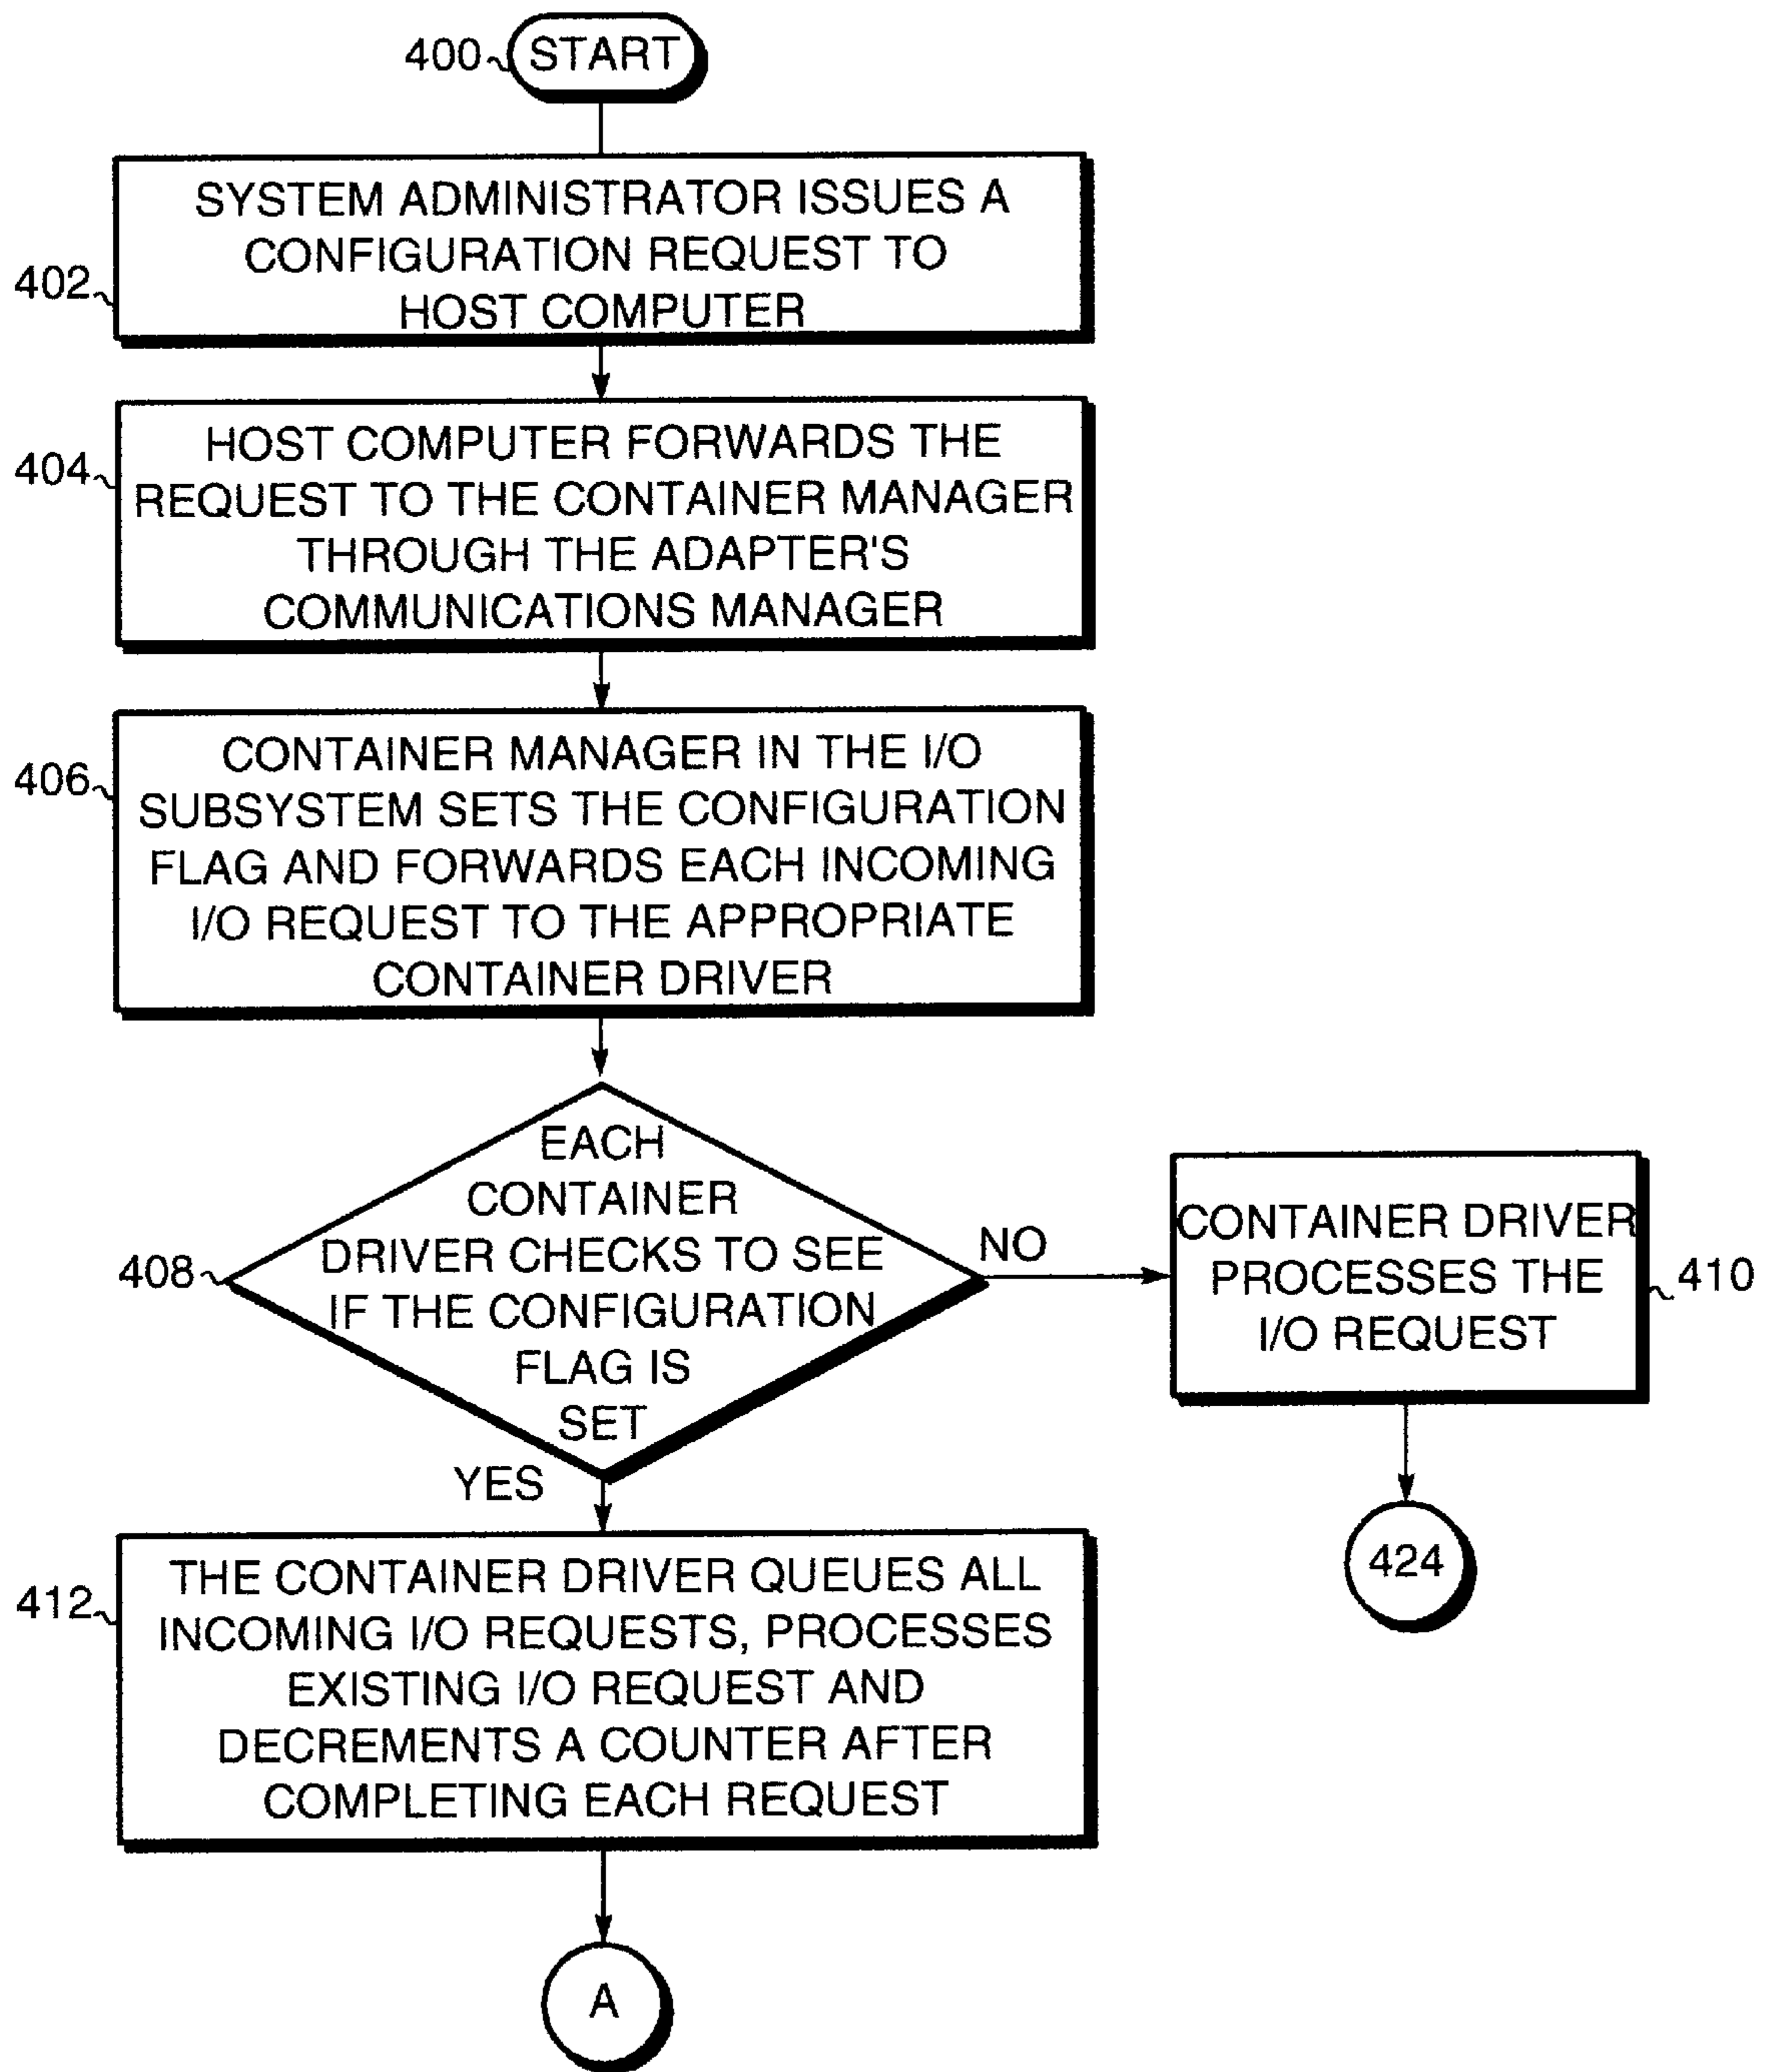 400
START
SYSTEM ADMINISTRATOR ISSUES A
CONFIGURATION REQUEST TO
HOST COMPUTER
402
HOST COMPUTER FORWARDS THE
REQUEST TO THE CONTAINER MANAGER
THROUGH THE ADAPTER'S
COMMUNICATIONS MANAGER
404
CONTAINER MANAGER IN THE I/O
SUBSYSTEM SETS THE CONFIGURATION
FLAG AND FORWARDS EACH INCOMING
I/O REQUEST TO THE APPROPRIATE
CONTAINER DRIVER
406
EACH
CONTAINER
DRIVER CHECKS TO SEE
IF THE CONFIGURATION
FLAG IS
SET
408
NO
CONTAINER DRIVER
PROCESSES THE
I/O REQUEST
410
424
YES
THE CONTAINER DRIVER QUEUES ALL
INCOMING I/O REQUESTS, PROCESSES
EXISTING I/O REQUEST AND
DECREMENTS A COUNTER AFTER
COMPLETING EACH REQUEST
412
A